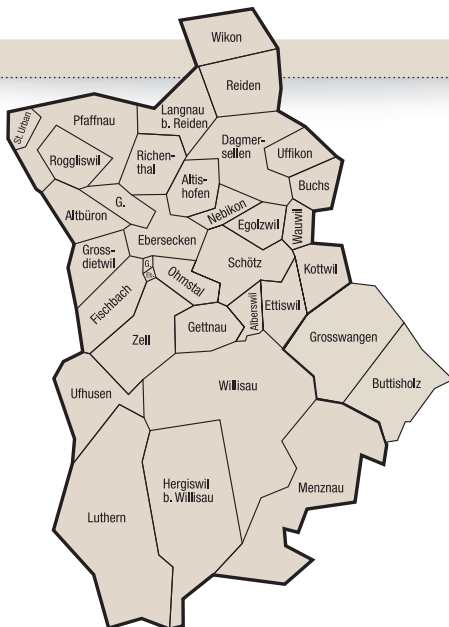 Wikon
Reiden
Langnau
b. Reiden
Pfaffnau
St. Urban
Dagmer-
sellen
Uffikon
Roggliswil
Richen-
thal
Altis-
hofen
Buchs
G.
Nebikon
Altbüron
Egolzwil
Wauwil
Ebersecken
Gross-
dietwil
G.
Schötz
Kottwil
Ohmstal
Fischbach
Alberswil
Ettiswil
Gettnau
Zell
Grosswangen
Buttisholz
Ufhusen
Willisau
Hergiswil
b. Willisau
Menznau
Luthern